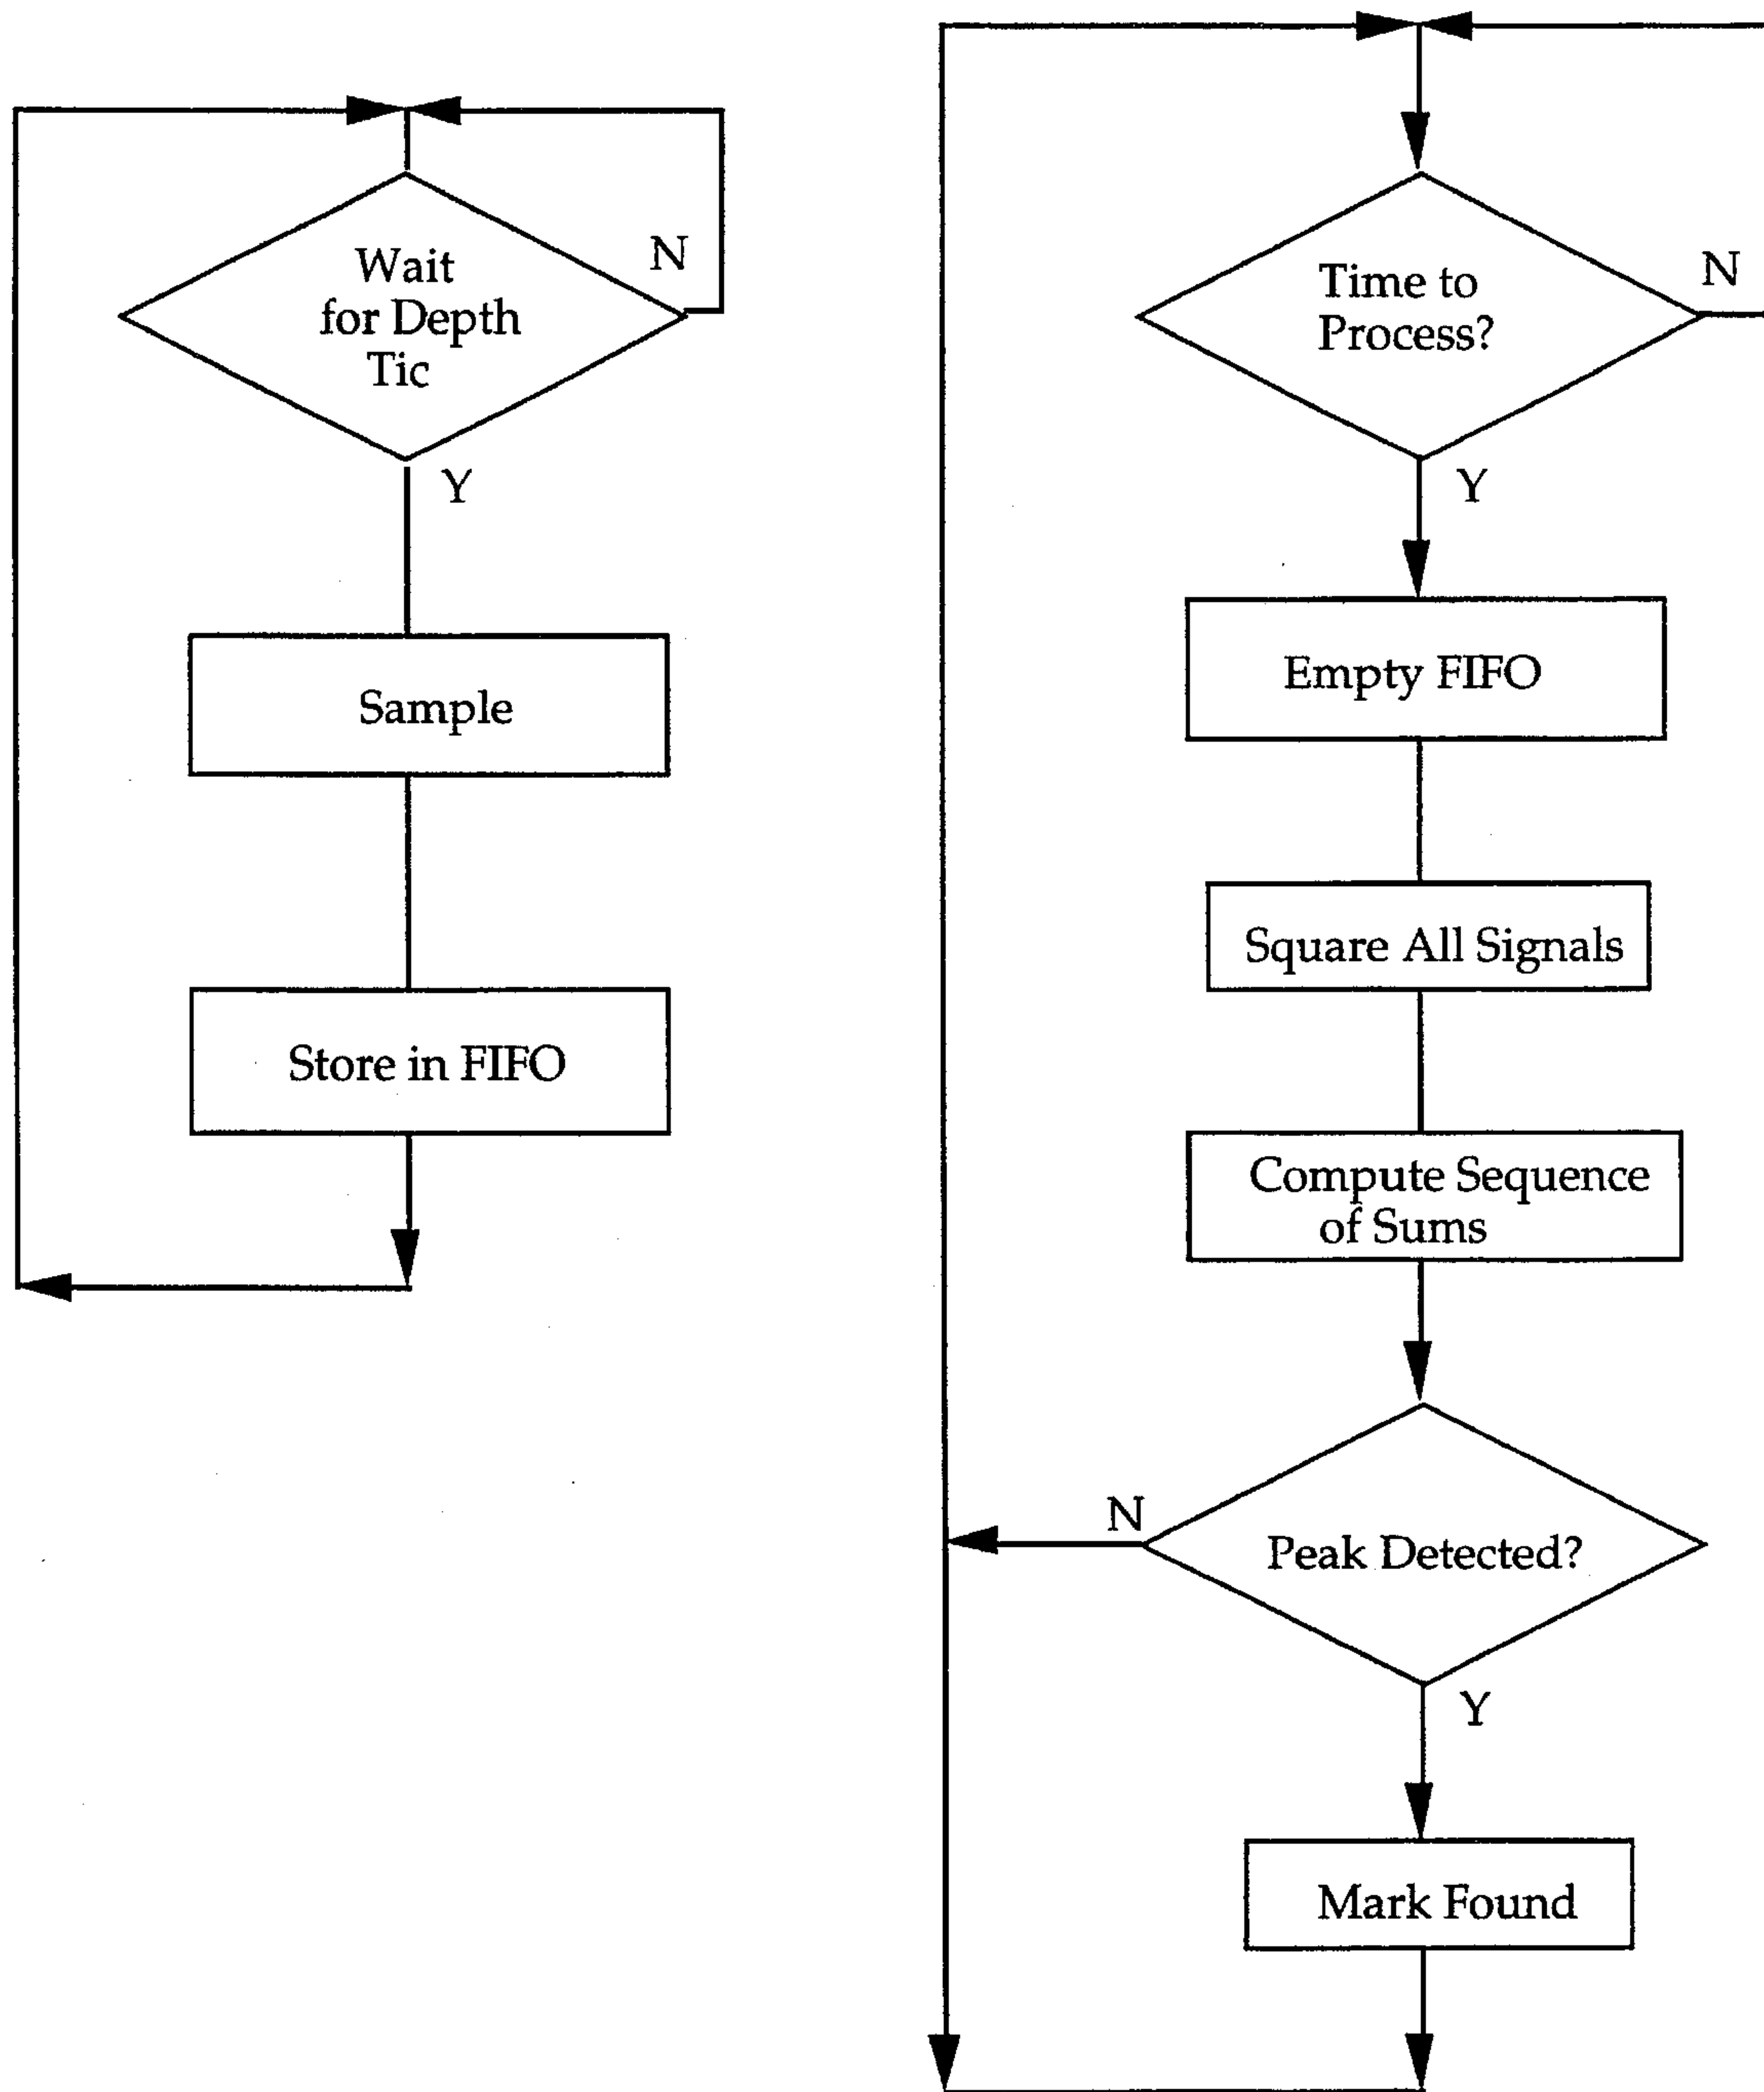 Wait
for Depth
Tic
N
Y
Sample
Store in FIFO
Time to
Process?
N
Y
Empty FIFO
Square All Signals
Compute Sequence
of Sums
Peak Detected?
N
Y
Mark Found